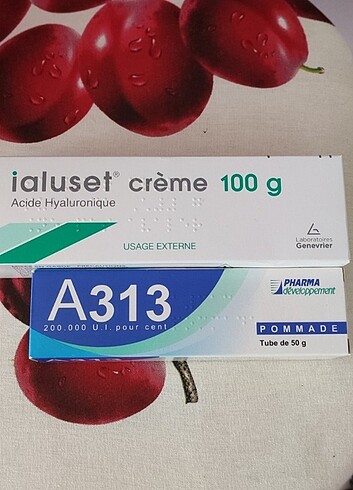 ialuset® crème 100 g
Acide Hyaluronique
USAGE EXTERNE
Laboratoires
Genevrier
A313
200.000 U.I. pour cent
PHARMA
développement
POMMADE
Tube de 50 g